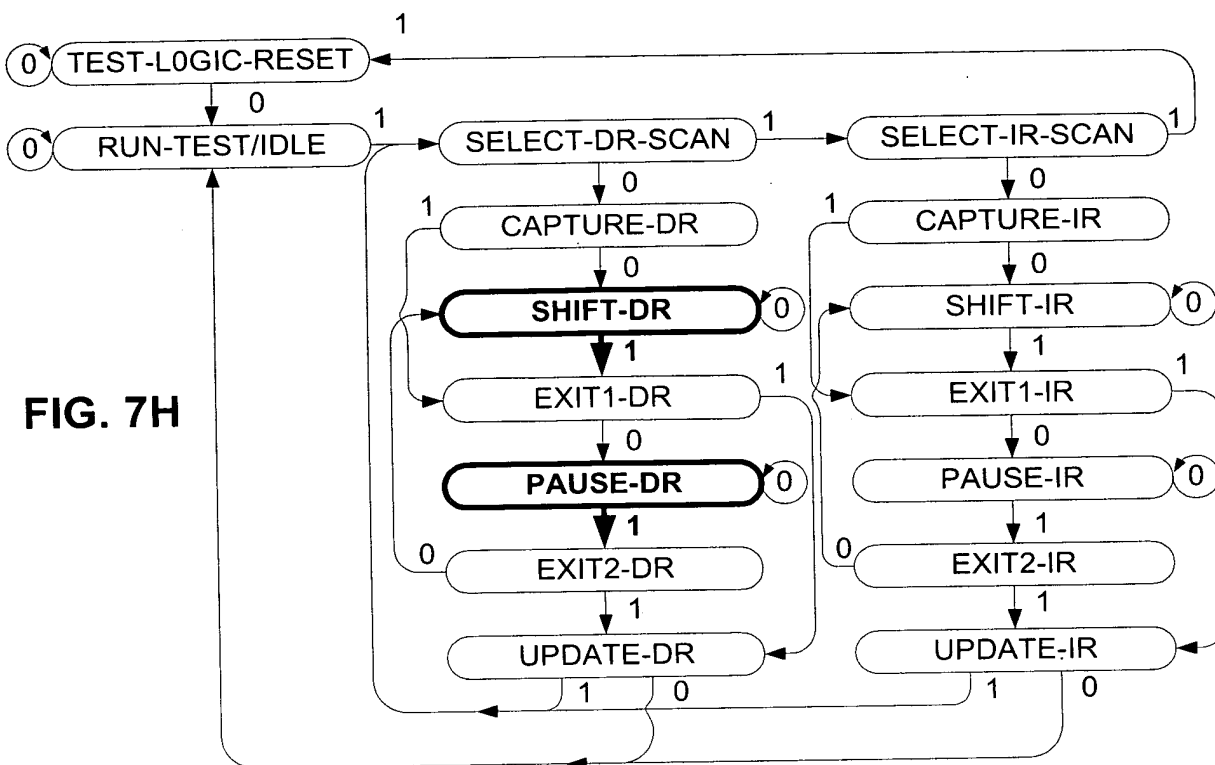 1
0 TEST-L0GIC-RESET
0
1
0 RUN-TEST/IDLE
SELECT-DR-SCAN
1
SELECT-IR-SCAN
1
0
0
1
CAPTURE-DR
1
CAPTURE-IR
0
0
SHIFT-DR
0
SHIFT-IR
0
1
1
EXIT1-DR
1
EXIT1-IR
1
FIG. 7H
0
0
PAUSE-DR
0
PAUSE-IR
0
1
1
0
EXIT2-DR
0
EXIT2-IR
1
1
UPDATE-DR
UPDATE-IR
1
0
1
0